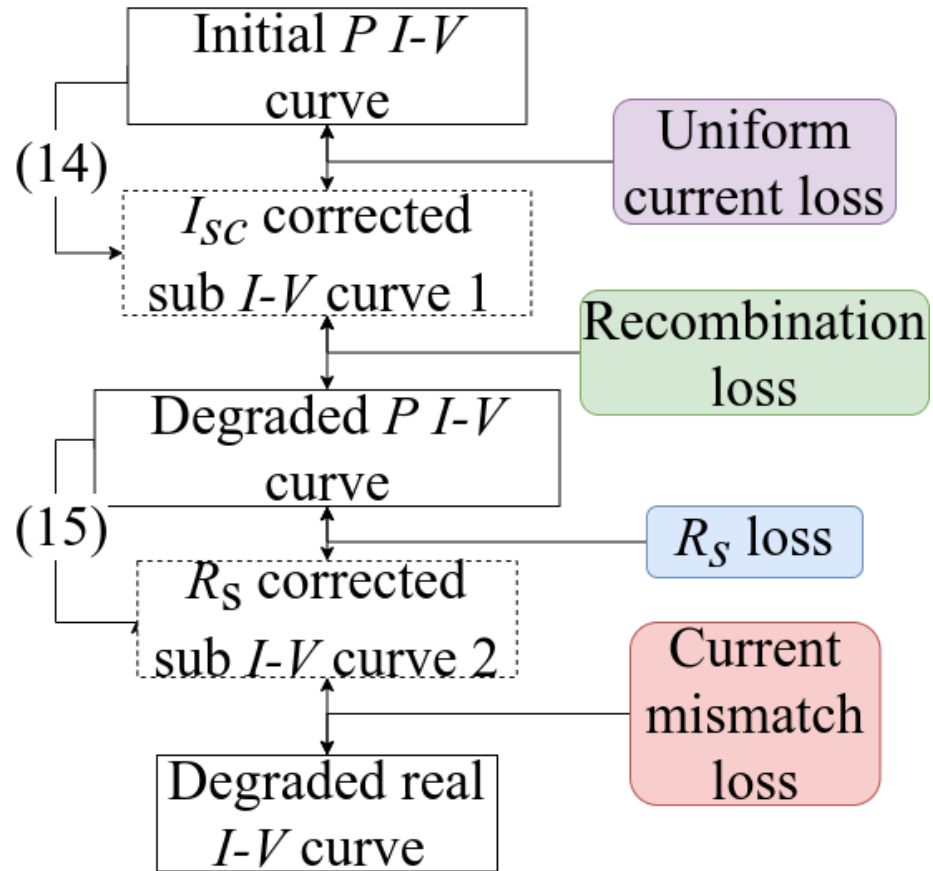 Initial P I-V
curve
(14)
Uniform
current loss
Isc corrected
sub I-V curve 1
Recombination
loss
Degraded P I-V
curve
(15)
Rs loss
RS corrected
sub I-V curve 2
Current
mismatch
loss
Degraded real
I-V curve